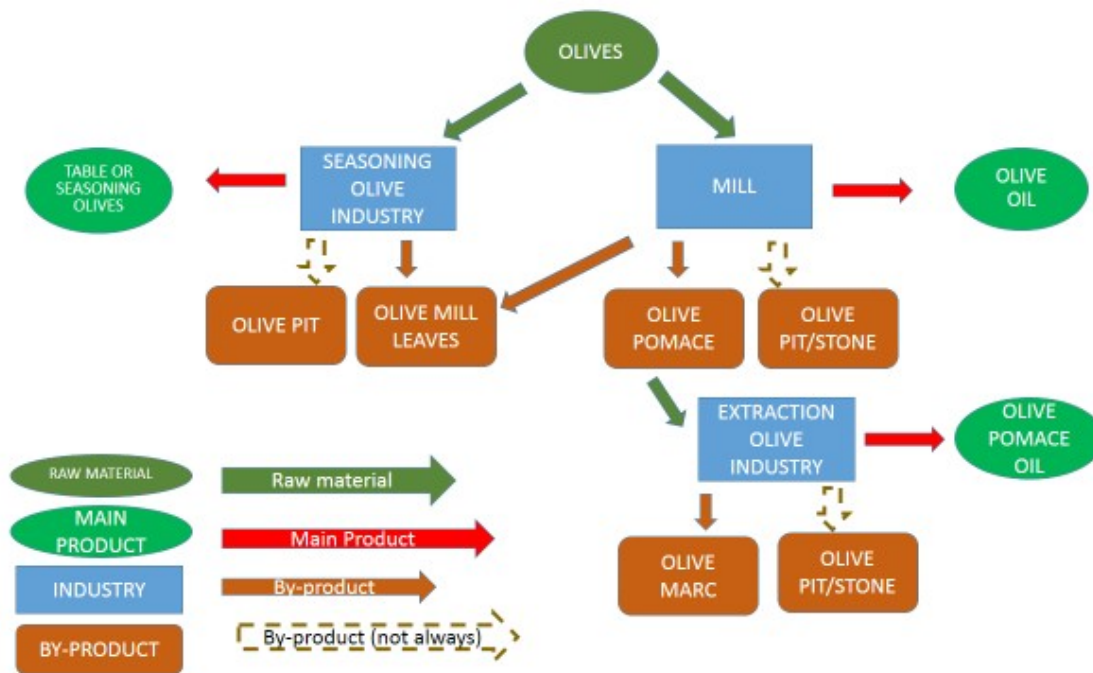 OLIVES
SEASONING
OLIVE
INDUSTRY
MILL
TABLE OR
SEASONING
OLIVES
OLIVE
OIL
OLIVE PIT
OLIVE MILL
LEAVES
OLIVE
POMACE
OLIVE
PIT/STONE
EXTRACTION
OLIVE
INDUSTRY
OLIVE
POMACE
OIL
OLIVE
MARC
OLIVE
PIT/STONE
RAW MATERIAL
Raw material
MAIN
PRODUCT
Main Product
INDUSTRY
By-product
BY-PRODUCT
By-product (not always)